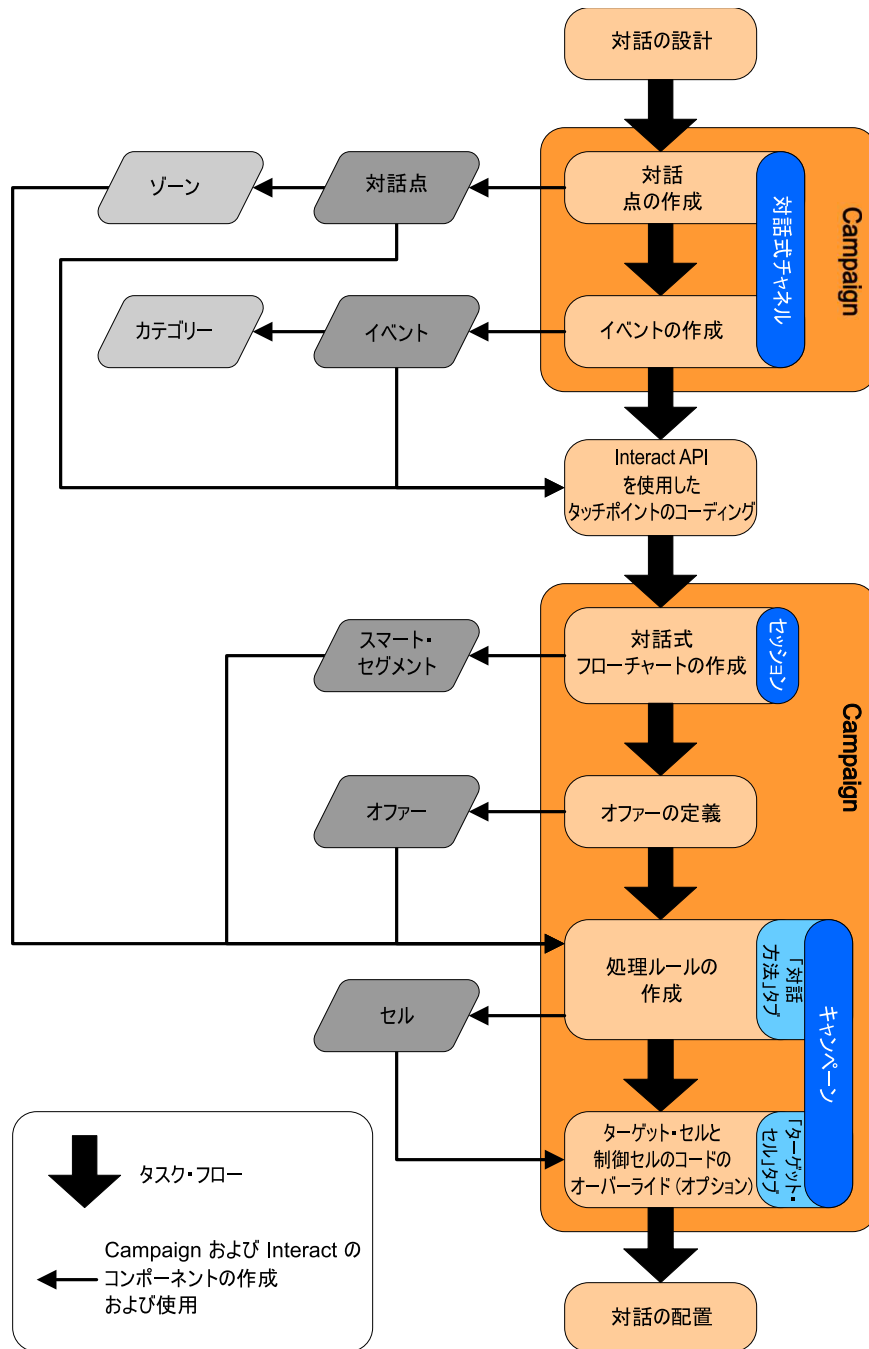 対話の設計
ゾーン
対話点
対話
点の作成
対話式チャネル
Campaign
カテゴリー
イベント
イベントの作成
Interact API
を使用した
タッチポイントのコーディング
スマート・
セグメント
対話式
フローチャートの作成
セッション
Campaign
オファー
オファーの定義
処理ルールの
作成
「対話
方法」タブ
キャンペーン
セル
ターゲット・セルと
制御セルのコードの
オーバーライド (オプション)
「ターゲット・
セル」タブ
タスク・フロー
Campaign および Interact の
コンポーネントの作成
および使用
対話の配置